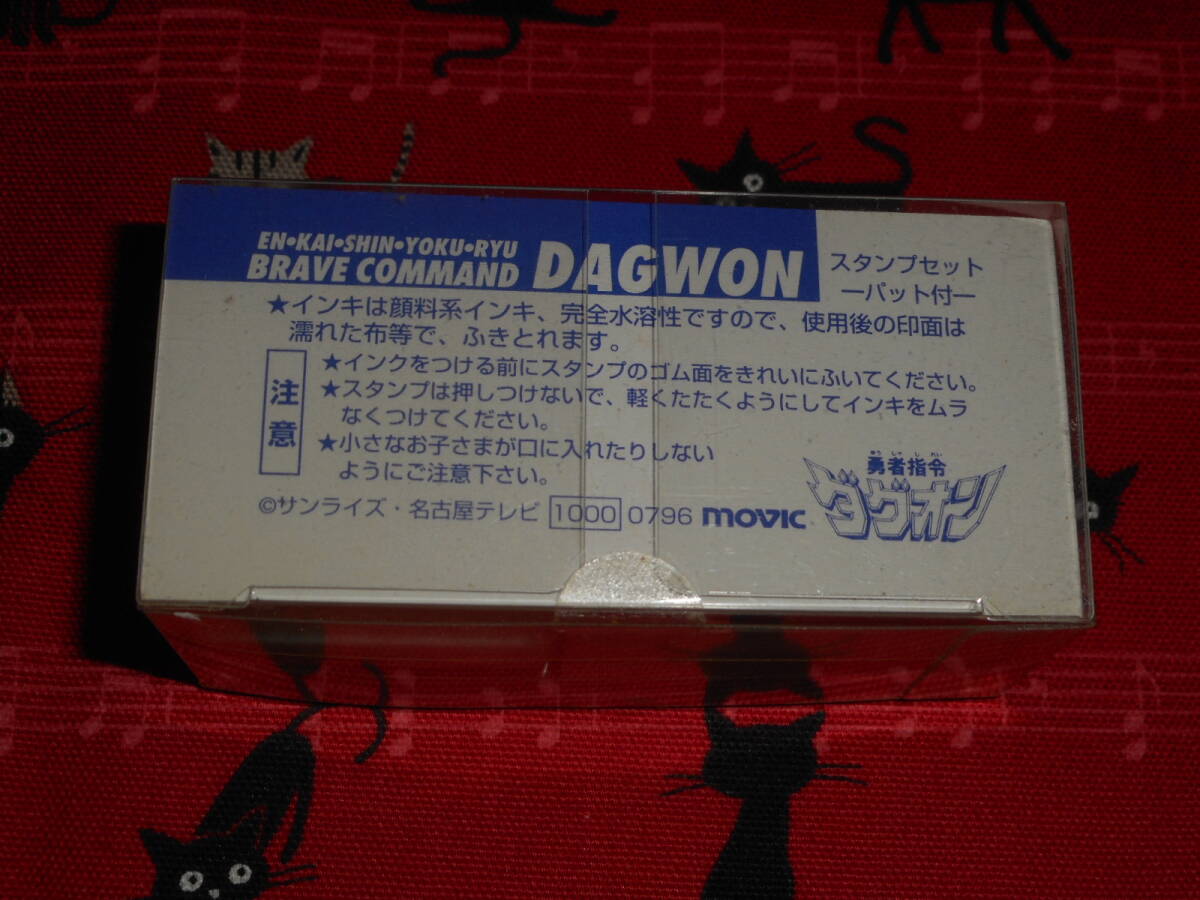 EN•KAI•SHIN•YOKU•RYU
BRAVE COMMAND DAGWON
スタンプセット
ーパット付ー
★インキは顔料系インキ、完全水溶性ですので、使用後の印面は
濡れた布等で、ふきとれます。
注意
★インクをつける前にスタンプのゴム面をきれいにふいてください。
★スタンプは押しつけないで、軽くたたくようにしてインキをムラ
なくつけてください。
★小さなお子さまが口に入れたりしない
ようにご注意下さい。
©サンライズ・名古屋テレビ 1000 0796 movic
ゆうしゃしれい
勇者指令
ダグオン